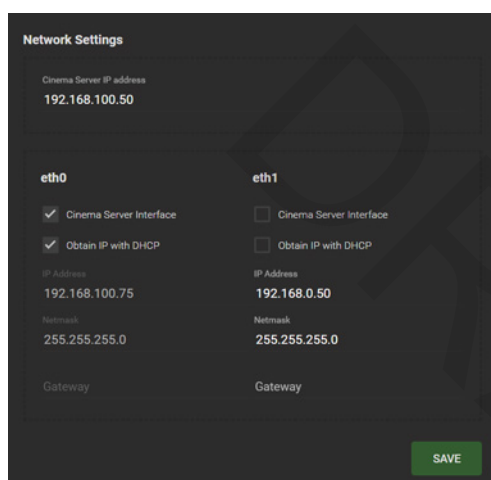 Network Settings
Cinema Server IP address
192.168.100.50
eth0
eth1
Cinema Server Interface
Cinema Server Interface
Obtain IP with DHCP
Obtain IP with DHCP
IP Address
IP Address
192.168.100.75
192.168.0.50
Netmask
Netmask
255.255.255.0
255.255.255.0
Gateway
Gateway
SAVE